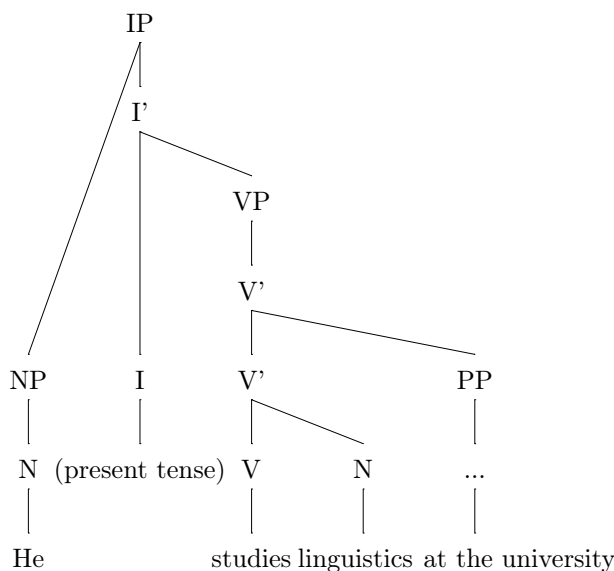 IP
I'
VP
V'
NP I V' PP
N (present tense) V N ...
He studies linguistics at the university